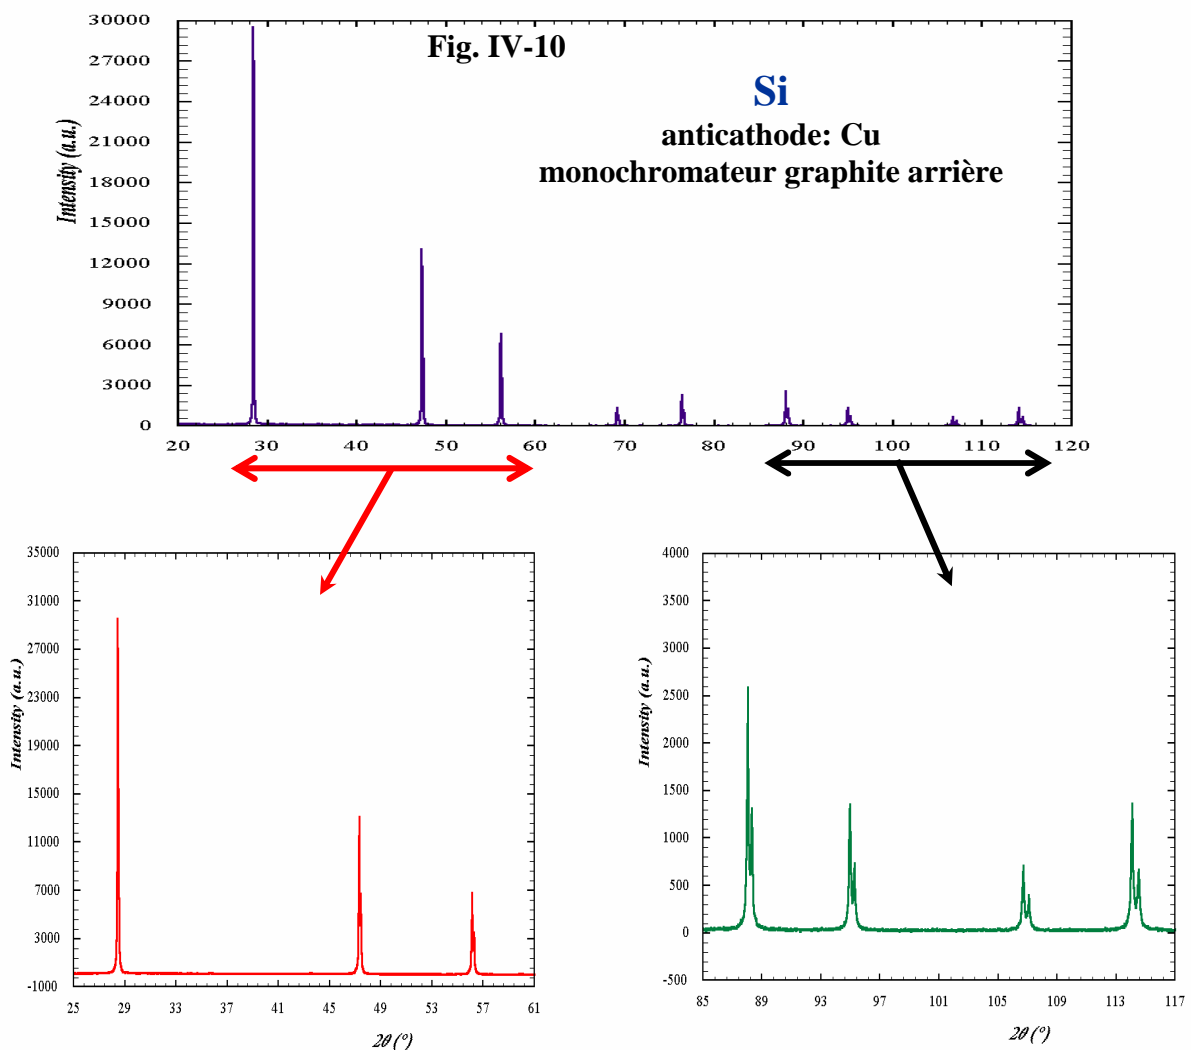 Fig. IV-10
Si
anticathode: Cu
monochromateur graphite arrière
Intensity (a.u.)
30000
27000
24000
21000
18000
15000
12000
9000
6000
3000
0
20 30 40 50 60 70 80 90 100 110 120
35000
31000
27000
23000
19000
15000
11000
7000
3000
-1000
Intensity (a.u.)
25 29 33 37 41 45 49 53 57 61
2θ (°)
4000
3500
3000
2500
2000
1500
1000
500
0
-500
Intensity (a.u.)
85 89 93 97 101 105 109 113 117
2θ (°)